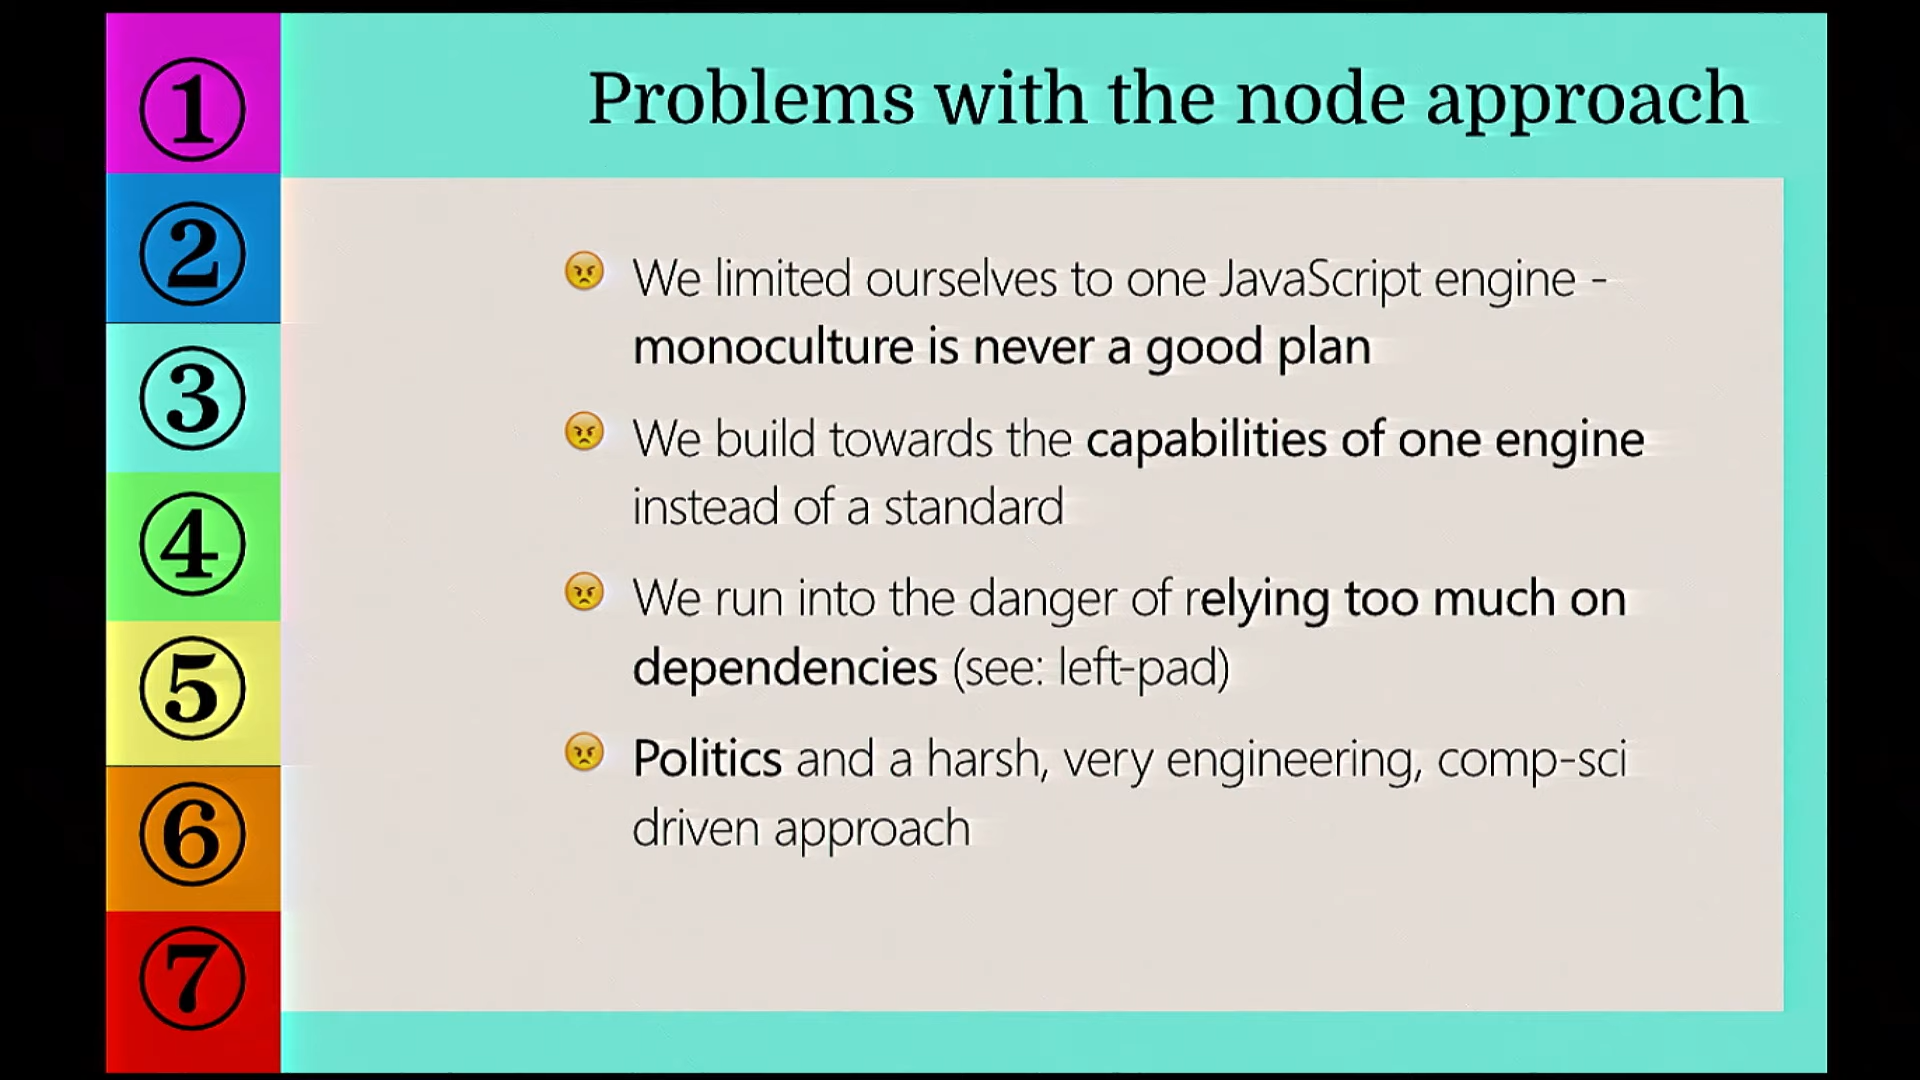 ①
②
③
④
⑤
⑥
⑦
Problems with the node approach
We limited ourselves to one JavaScript engine -
monoculture is never a good plan
We build towards the capabilities of one engine
instead of a standard
We run into the danger of relying too much on
dependencies (see: left-pad)
Politics and a harsh, very engineering, comp-sci
driven approach